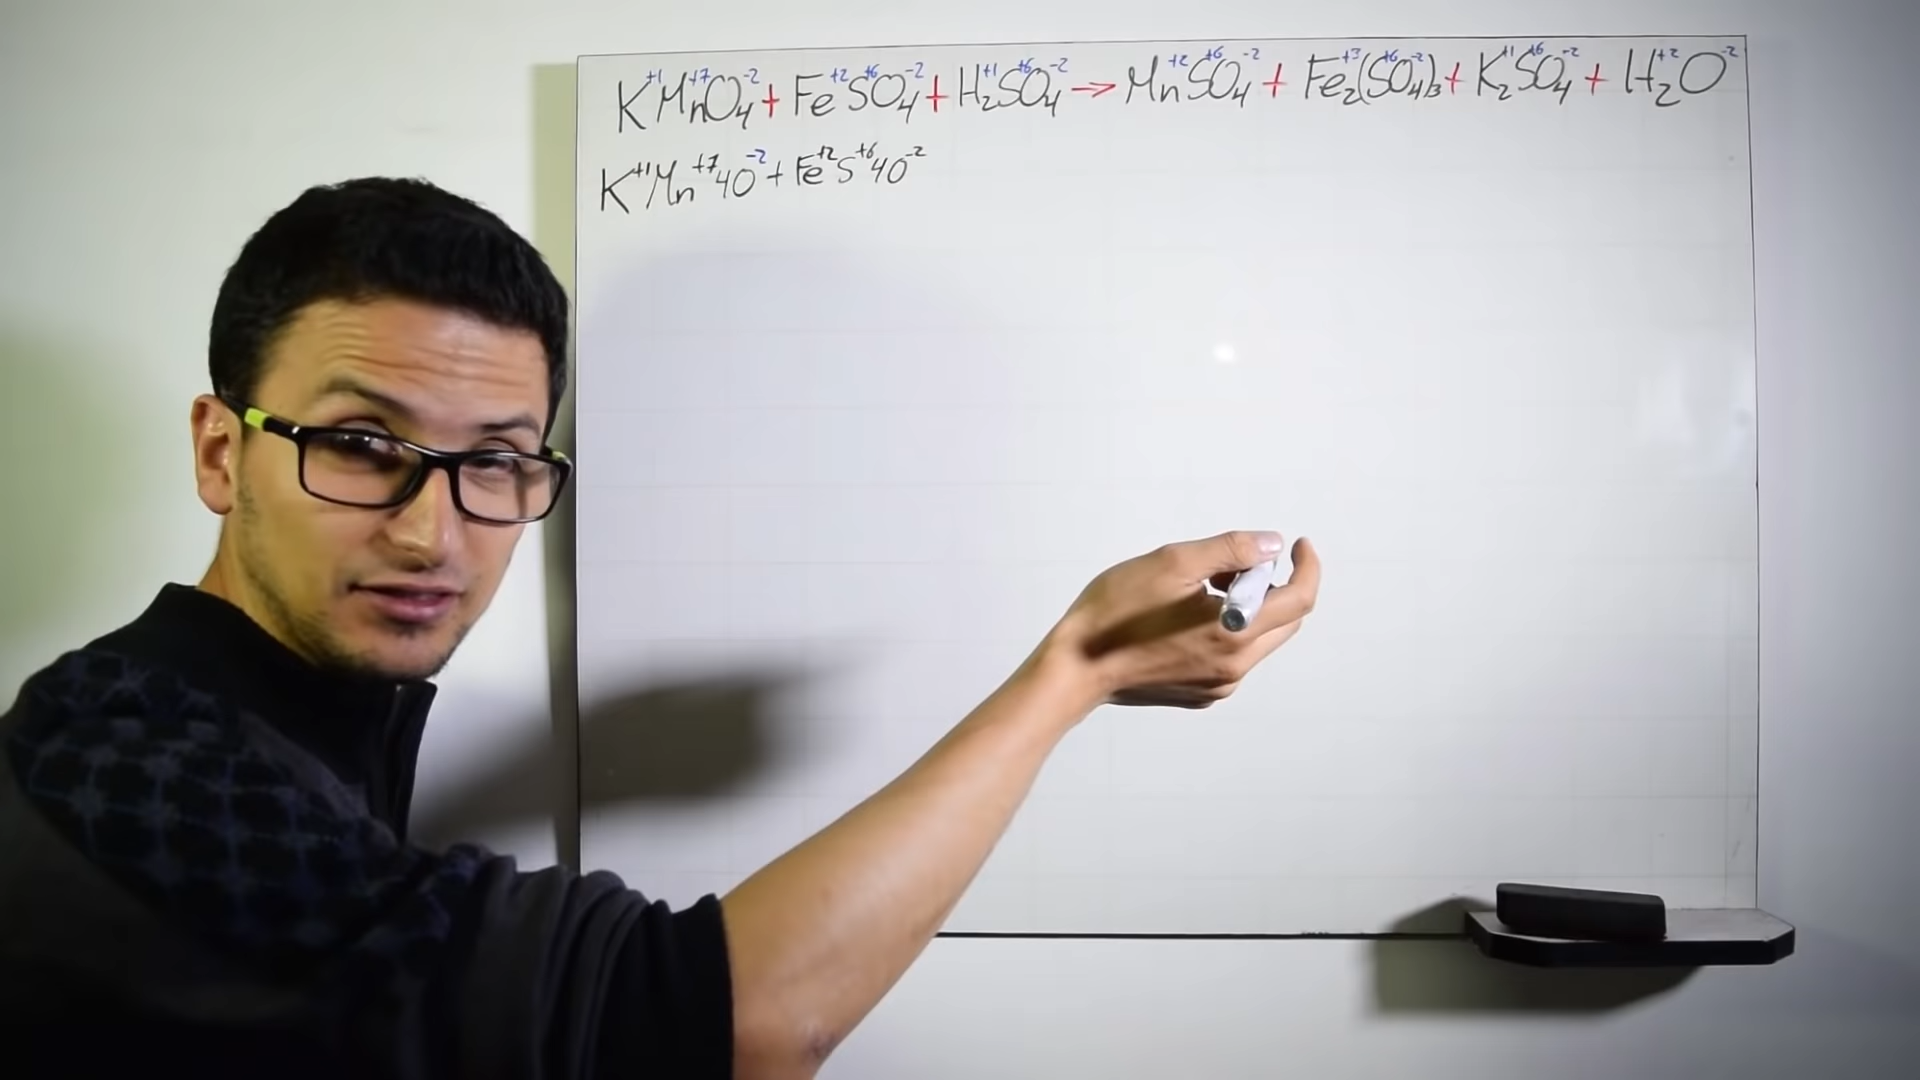 K⁺¹Mn⁺⁷O₄⁻² + Fe⁺²S⁺⁶O₄⁻² + H₂⁺¹S⁺⁶O₄⁻² → Mn⁺²S⁺⁶O₄⁻² + Fe₂⁺³(S⁺⁶O₄⁻²)₃ + K₂⁺¹S⁺⁶O₄⁻² + H₂⁺²O⁻²
K⁺¹Mn⁺⁷4O⁻² + Fe⁺²S⁺⁶4O⁻²